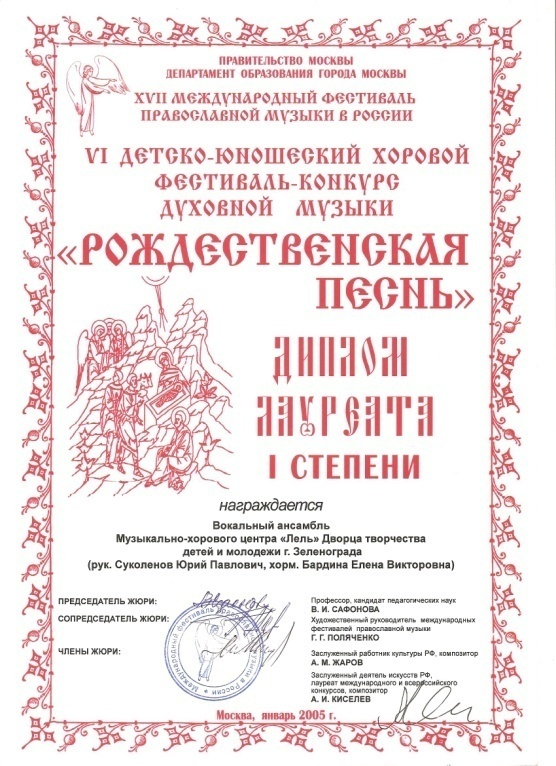 ПРАВИТЕЛЬСТВО МОСКВЫ
ДЕПАРТАМЕНТ ОБРАЗОВАНИЯ ГОРОДА МОСКВЫ
XVII МЕЖДУНАРОДНЫЙ ФЕСТИВАЛЬ
ПРАВОСЛАВНОЙ МУЗЫКИ В РОССИИ
VI ДЕТСКО-ЮНОШЕСКИЙ ХОРОВОЙ
ФЕСТИВАЛЬ-КОНКУРС
ДУХОВНОЙ МУЗЫКИ
«РОЖДЕСТВЕНСКАЯ
ПЕСНЬ»
ДИПЛОМ
ЛАУРЕАТА
I СТЕПЕНИ
награждается
Вокальный ансамбль
Музыкально-хорового центра «Лель» Дворца творчества
детей и молодежи г. Зеленограда
(рук. Суколенов Юрий Павлович, хорм. Бардина Елена Викторовна)
ПРЕДСЕДАТЕЛЬ ЖЮРИ:
Профессор, кандидат педагогических наук
В. И. САФОНОВА
СОПРЕДСЕДАТЕЛЬ ЖЮРИ:
Художественный руководитель международных
фестивалей православной музыки
Г. Г. ПОЛЯЧЕНКО
ЧЛЕНЫ ЖЮРИ:
Заслуженный работник культуры РФ, композитор
А. М. ЖАРОВ
Заслуженный деятель искусств РФ,
лауреат международного и всероссийского
конкурсов, композитор
А. И. КИСЕЛЕВ
Международный Фестиваль Православной Музыки в России
Москва, январь 2005 г.